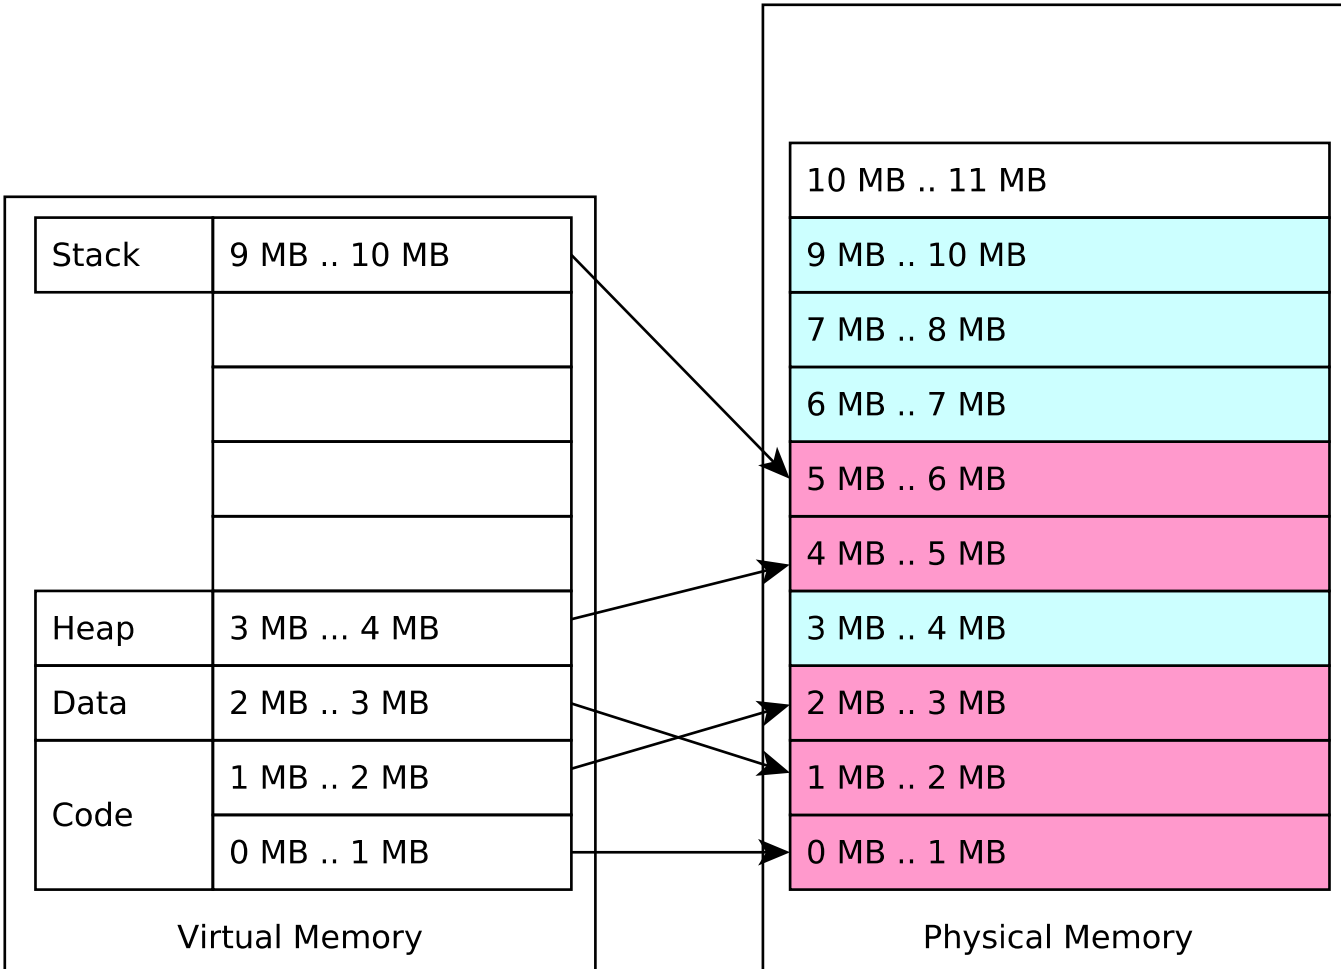 10 MB .. 11 MB
Stack 9 MB .. 10 MB 9 MB .. 10 MB
7 MB .. 8 MB
6 MB .. 7 MB
5 MB .. 6 MB
4 MB .. 5 MB
Heap 3 MB ... 4 MB 3 MB .. 4 MB
Data 2 MB .. 3 MB 2 MB .. 3 MB
1 MB .. 2 MB 1 MB .. 2 MB
Code
0 MB .. 1 MB 0 MB .. 1 MB
Virtual Memory Physical Memory